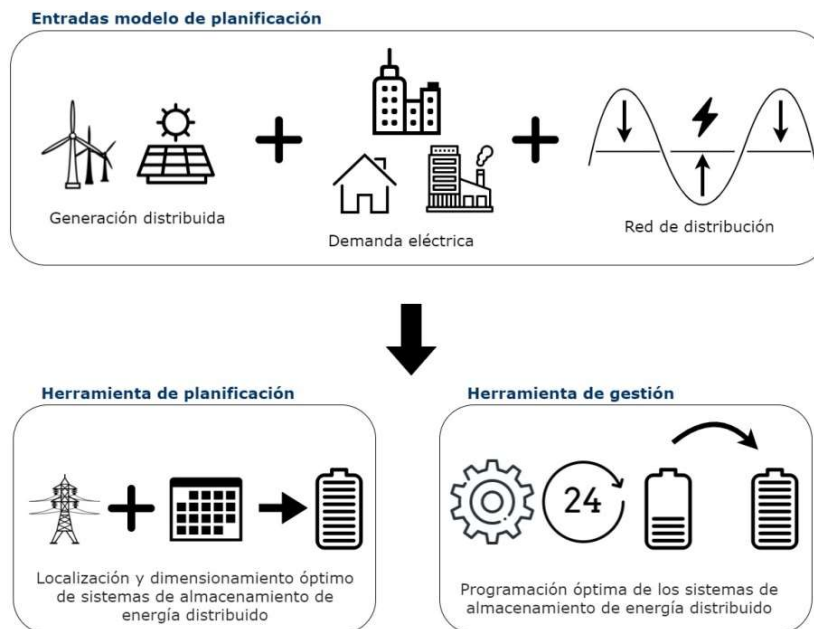 Entradas modelo de planificación
Generación distribuida
Demanda eléctrica
Red de distribución
Herramienta de planificación
Localización y dimensionamiento óptimo
de sistemas de almacenamiento de
energía distribuido
Herramienta de gestión
24
Programación óptima de los sistemas de
almacenamiento de energía distribuido